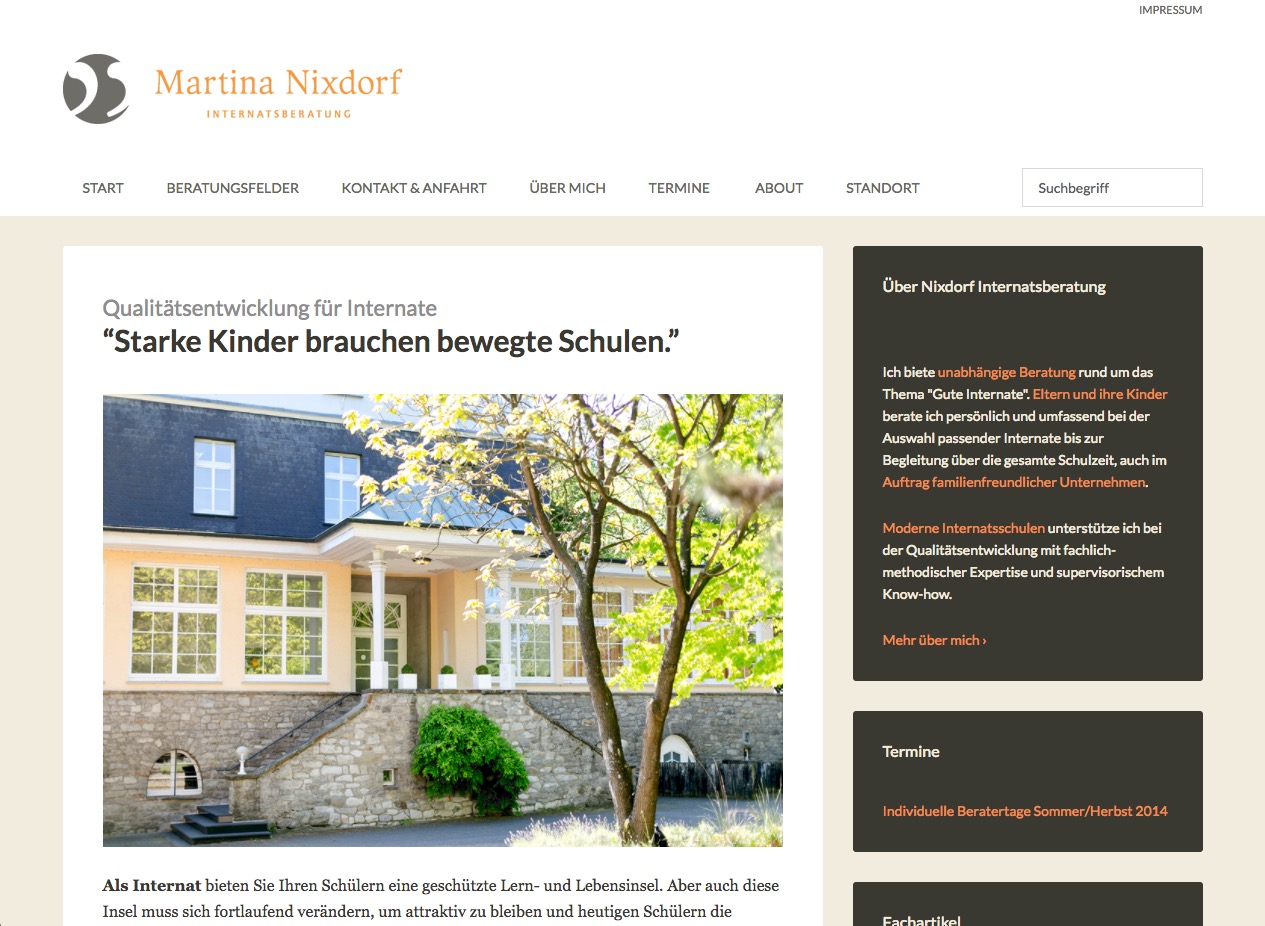 IMPRESSUM
Martina Nixdorf
INTERNATSBERATUNG
START BERATUNGSFELDER KONTAKT & ANFAHRT ÜBER MICH TERMINE ABOUT STANDORT Suchbegriff
Qualitätsentwicklung für Internate
“Starke Kinder brauchen bewegte Schulen.”
Als Internat bieten Sie Ihren Schülern eine geschützte Lern- und Lebensinsel. Aber auch diese
Insel muss sich fortlaufend verändern, um attraktiv zu bleiben und heutigen Schülern die
Über Nixdorf Internatsberatung
Ich biete unabhängige Beratung rund um das
Thema "Gute Internate". Eltern und ihre Kinder
berate ich persönlich und umfassend bei der
Auswahl passender Internate bis zur
Begleitung über die gesamte Schulzeit, auch im
Auftrag familienfreundlicher Unternehmen.
Moderne Internatsschulen unterstütze ich bei
der Qualitätsentwicklung mit fachlich-
methodischer Expertise und supervisorischem
Know-how.
Mehr über mich ›
Termine
Individuelle Beratertage Sommer/Herbst 2014
Fachartikel